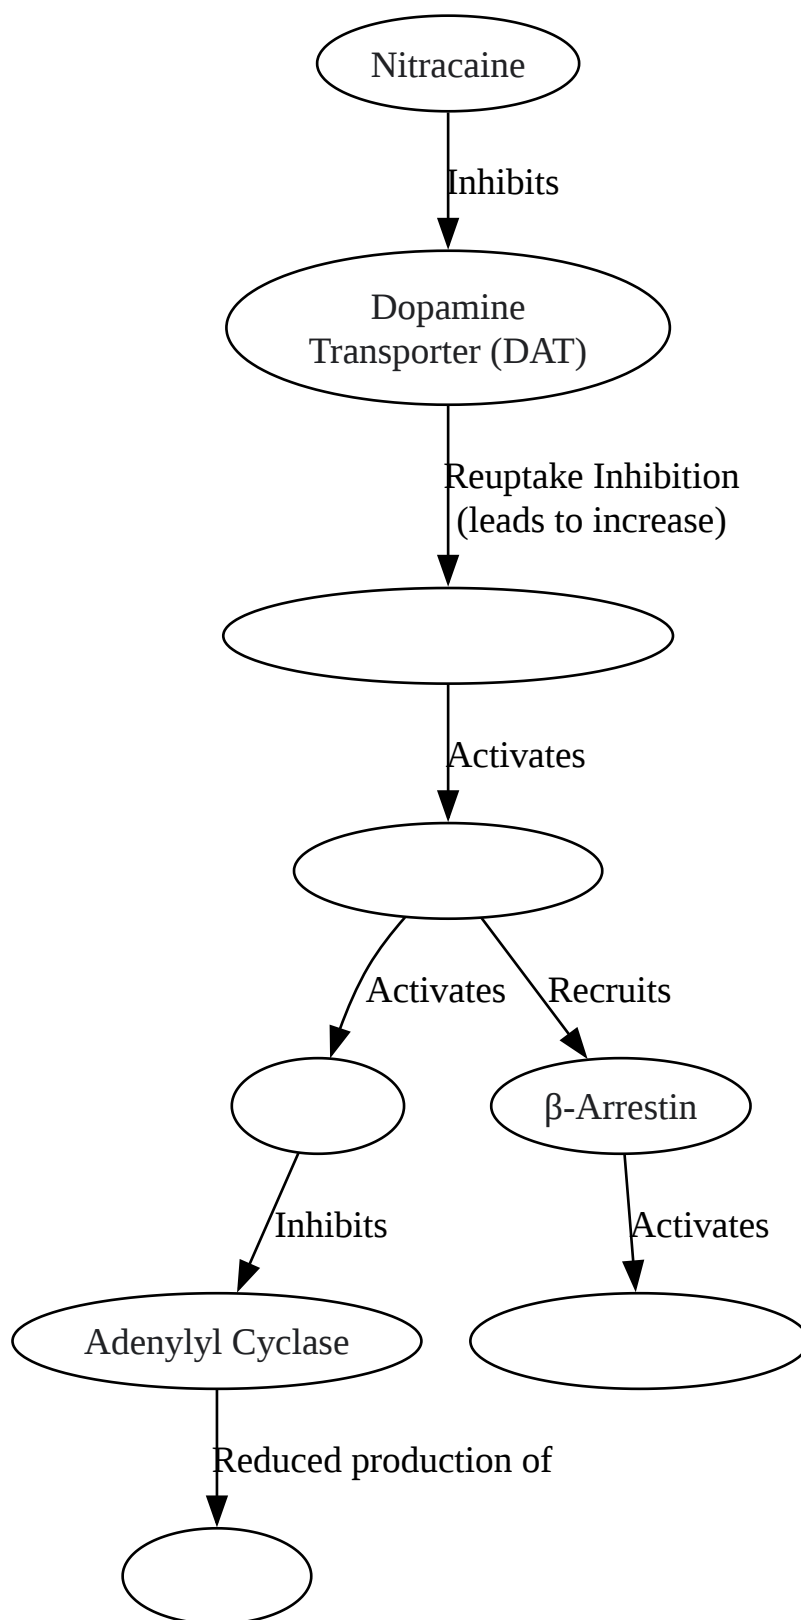 Nitracaine
Inhibits
Dopamine
Transporter (DAT)
Reuptake Inhibition
(leads to increase)
Activates
Activates
Recruits
β-Arrestin
Inhibits
Activates
Adenylyl Cyclase
Reduced production of